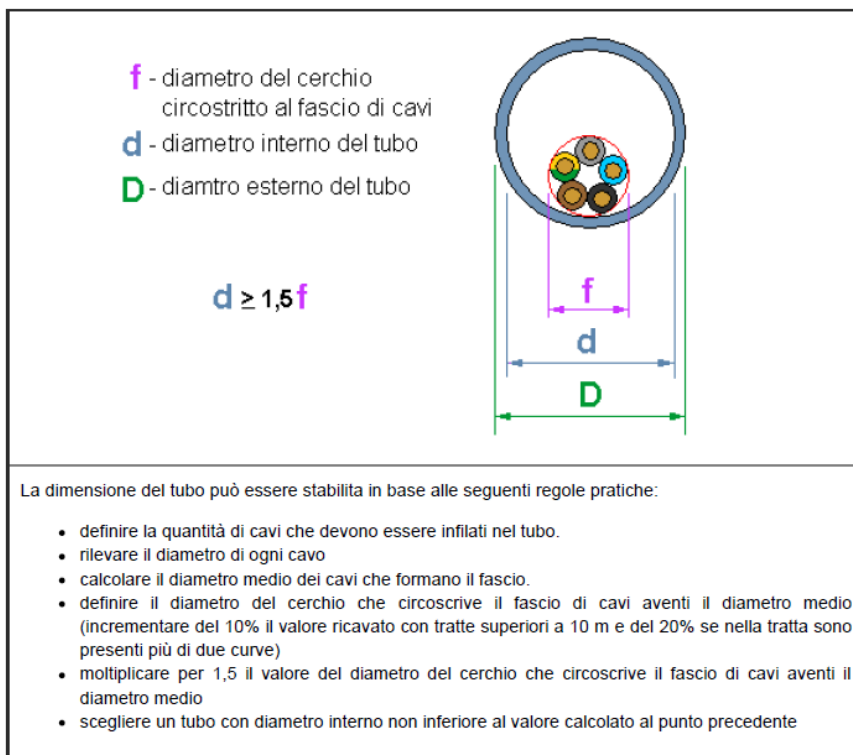 f - diametro del cerchio
circostritto al fascio di cavi
d - diametro interno del tubo
D - diamtro esterno del tubo
d ≥ 1,5 f
f
d
D
La dimensione del tubo può essere stabilita in base alle seguenti regole pratiche:
• definire la quantità di cavi che devono essere infilati nel tubo.
• rilevare il diametro di ogni cavo
• calcolare il diametro medio dei cavi che formano il fascio.
• definire il diametro del cerchio che circoscrive il fascio di cavi aventi il diametro medio
(incrementare del 10% il valore ricavato con tratte superiori a 10 m e del 20% se nella tratta sono
presenti più di due curve)
• moltiplicare per 1,5 il valore del diametro del cerchio che circoscrive il fascio di cavi aventi il
diametro medio
• scegliere un tubo con diametro interno non inferiore al valore calcolato al punto precedente